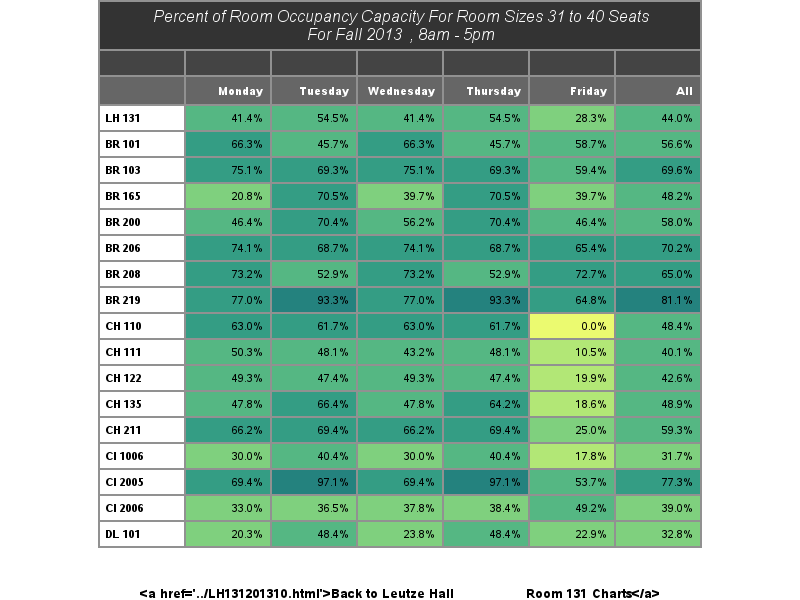 Percent of Room Occupancy Capacity For Room Sizes 31 to 40 Seats
For Fall 2013 , 8am - 5pm
Monday Tuesday Wednesday Thursday Friday All
LH 131 41.4% 54.5% 41.4% 54.5% 28.3% 44.0%
BR 101 66.3% 45.7% 66.3% 45.7% 58.7% 56.6%
BR 103 75.1% 69.3% 75.1% 69.3% 59.4% 69.6%
BR 165 20.8% 70.5% 39.7% 70.5% 39.7% 48.2%
BR 200 46.4% 70.4% 56.2% 70.4% 46.4% 58.0%
BR 206 74.1% 68.7% 74.1% 68.7% 65.4% 70.2%
BR 208 73.2% 52.9% 73.2% 52.9% 72.7% 65.0%
BR 219 77.0% 93.3% 77.0% 93.3% 64.8% 81.1%
CH 110 63.0% 61.7% 63.0% 61.7% 0.0% 48.4%
CH 111 50.3% 48.1% 43.2% 48.1% 10.5% 40.1%
CH 122 49.3% 47.4% 49.3% 47.4% 19.9% 42.6%
CH 135 47.8% 66.4% 47.8% 64.2% 18.6% 48.9%
CH 211 66.2% 69.4% 66.2% 69.4% 25.0% 59.3%
CI 1006 30.0% 40.4% 30.0% 40.4% 17.8% 31.7%
CI 2005 69.4% 97.1% 69.4% 97.1% 53.7% 77.3%
CI 2006 33.0% 36.5% 37.8% 38.4% 49.2% 39.0%
DL 101 20.3% 48.4% 23.8% 48.4% 22.9% 32.8%
<a href='../LH131201310.html'>Back to Leutze Hall Room 131 Charts</a>